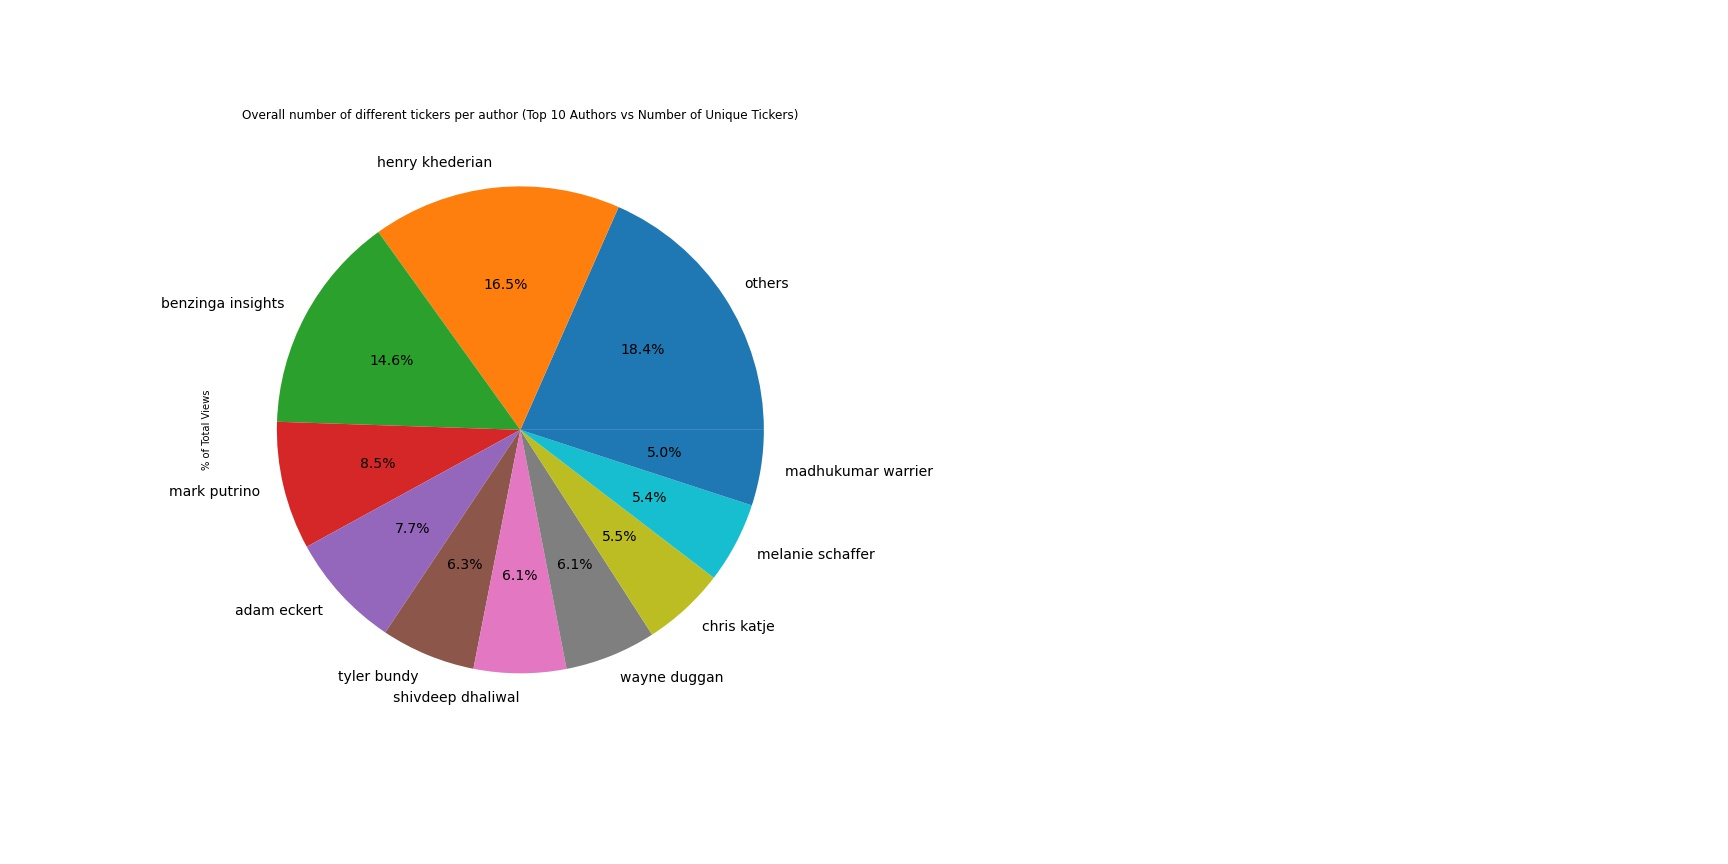 Overall number of different tickers per author (Top 10 Authors vs Number of Unique Tickers)
henry khederian
others
16.5%
benzinga insights
18.4%
14.6%
% of Total Views
5.0%
8.5%
madhukumar warrier
mark putrino
5.4%
7.7%
5.5%
melanie schaffer
6.3%
6.1%
6.1%
adam eckert
chris katje
tyler bundy
wayne duggan
shivdeep dhaliwal